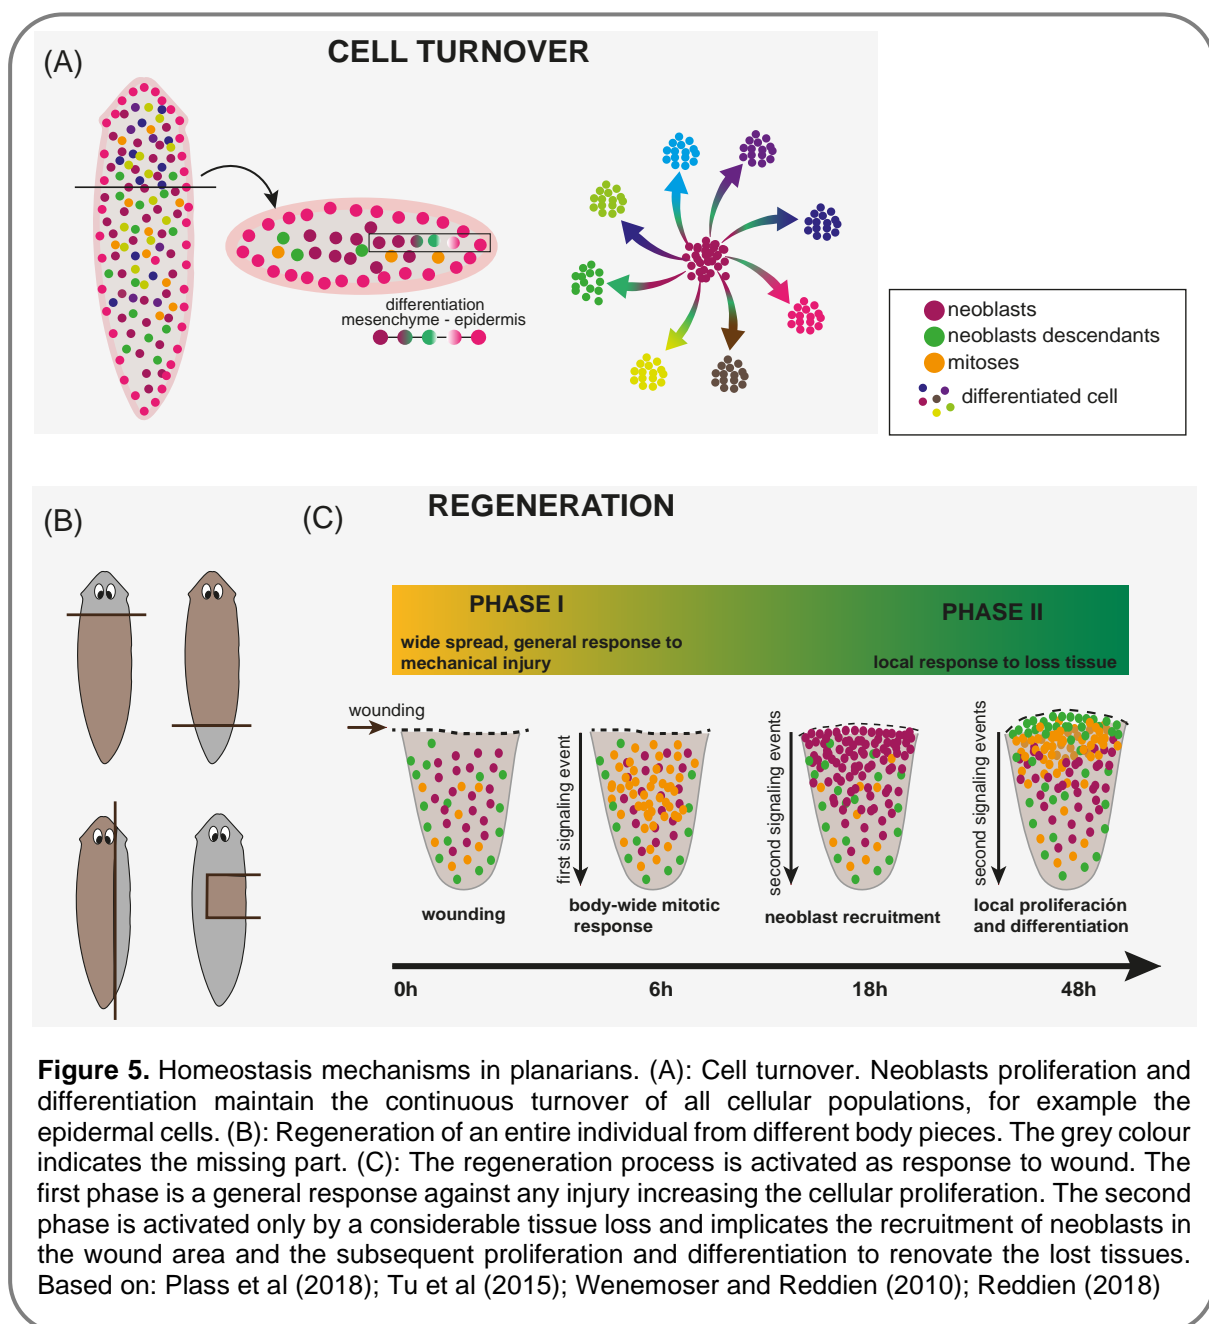 CELL TURNOVER
(A)
differentiation
mesenchyme - epidermis
neoblasts
neoblasts descendants
mitoses
differentiated cell
REGENERATION
(B)
(C)
PHASE I
wide spread, general response to
mechanical injury
PHASE II
local response to loss tissue
wounding
first signaling event
second signaling events
second signaling events
wounding
body-wide mitotic
response
neoblast recruitment
local proliferación
and differentiation
0h
6h
18h
48h
Figure 5. Homeostasis mechanisms in planarians. (A): Cell turnover. Neoblasts proliferation and
differentiation maintain the continuous turnover of all cellular populations, for example the
epidermal cells. (B): Regeneration of an entire individual from different body pieces. The grey colour
indicates the missing part. (C): The regeneration process is activated as response to wound. The
first phase is a general response against any injury increasing the cellular proliferation. The second
phase is activated only by a considerable tissue loss and implicates the recruitment of neoblasts in
the wound area and the subsequent proliferation and differentiation to renovate the lost tissues.
Based on: Plass et al (2018); Tu et al (2015); Wenemoser and Reddien (2010); Reddien (2018)